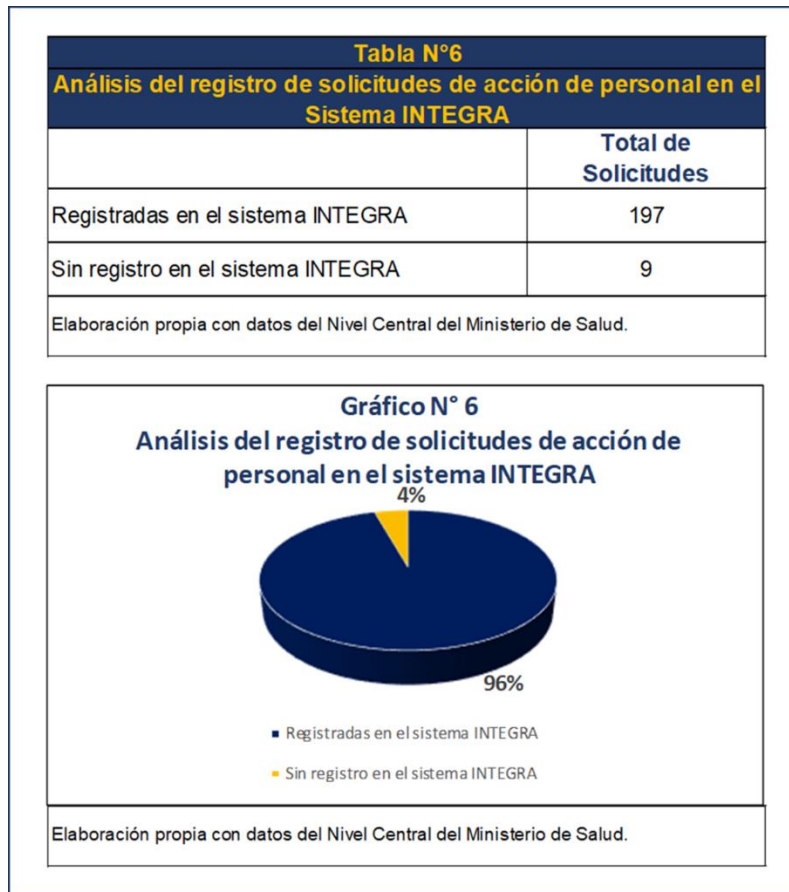 Tabla N°6
Análisis del registro de solicitudes de acción de personal en el
Sistema INTEGRA
Total de
Solicitudes
Registradas en el sistema INTEGRA 197
Sin registro en el sistema INTEGRA 9
Elaboración propia con datos del Nivel Central del Ministerio de Salud.
Gráfico N° 6
Análisis del registro de solicitudes de acción de
personal en el sistema INTEGRA
4%
96%
Registradas en el sistema INTEGRA
Sin registro en el sistema INTEGRA
Elaboración propia con datos del Nivel Central del Ministerio de Salud.